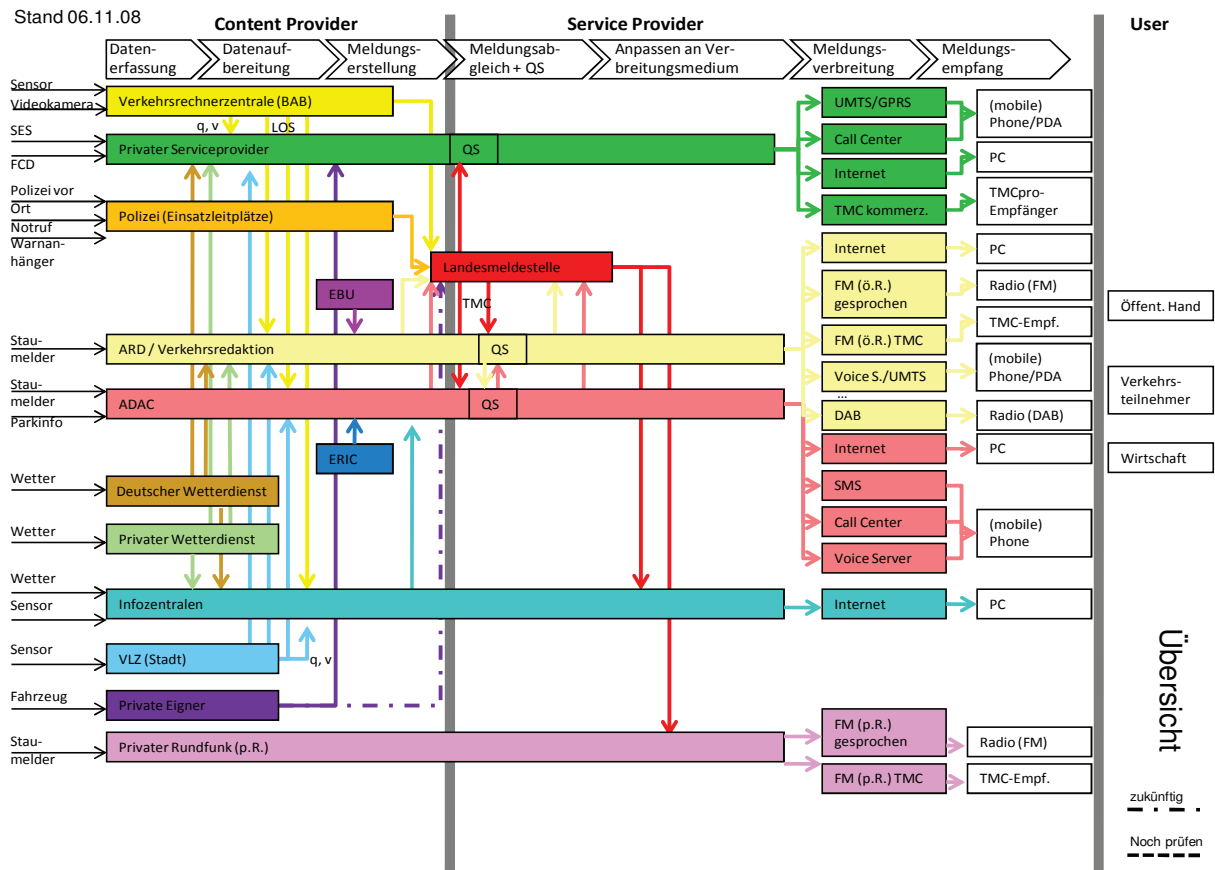 Stand 06.11.08
Content Provider
Service Provider
User
Daten-
erfassung
Datenauf-
bereitung
Meldungs-
erstellung
Meldungsab-
gleich + QS
Anpassen an Ver-
breitungsmedium
Meldungs-
verbreitung
Meldungs-
empfang
Sensor
Videokamera
Verkehrsrechnerzentrale (BAB)
q, v
LOS
SES
FCD
Privater Serviceprovider
QS
UMTS/GPRS
Call Center
Internet
TMC kommerz.
(mobile)
Phone/PDA
PC
TMCpro-
Empfänger
Polizei vor
Ort
Notruf
Warnan-
hänger
Polizei (Einsatzleitplätze)
Landesmeldestelle
TMC
EBU
Internet
FM (ö.R.)
gesprochen
FM (ö.R.) TMC
Voice S./UMTS
...
DAB
PC
Radio (FM)
TMC-Empf.
(mobile)
Phone/PDA
Radio (DAB)
Öffent. Hand
Verkehrs-
teilnehmer
Wirtschaft
Stau-
melder
ARD / Verkehrsredaktion
QS
Stau-
melder
Parkinfo
ADAC
QS
ERIC
Internet
SMS
Call Center
Voice Server
PC
(mobile)
Phone
Wetter
Deutscher Wetterdienst
Wetter
Privater Wetterdienst
Wetter
Sensor
Infozentralen
Internet
PC
Sensor
VLZ (Stadt)
q, v
Fahrzeug
Private Eigner
Stau-
melder
Privater Rundfunk (p.R.)
FM (p.R.)
gesprochen
FM (p.R.) TMC
Radio (FM)
TMC-Empf.
Übersicht
zukünftig
Noch prüfen